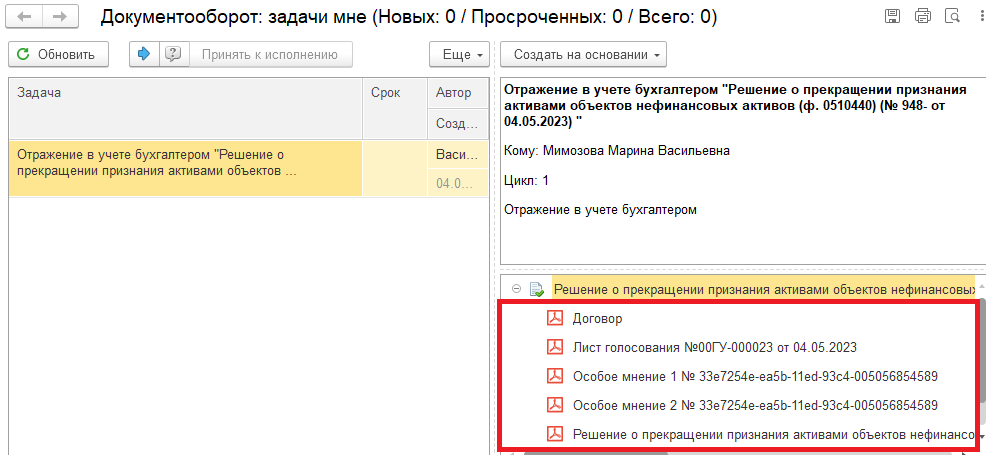 Документооборот: задачи мне (Новых: 0 / Просроченных: 0 / Всего: 0)
Обновить
?
Принять к исполнению
Еще
Создать на основании
Задача
Срок
Автор
Созд...
Отражение в учете бухгалтером "Решение о
прекращении признания активами объектов ...
Васи...
04.0...
Отражение в учете бухгалтером "Решение о прекращении признания
активами объектов нефинансовых активов (ф. 0510440) (№ 948- от
04.05.2023) "
Кому: Мимозова Марина Васильевна
Цикл: 1
Отражение в учете бухгалтером
Решение о прекращении признания активами объектов нефинансовых
Договор
Лист голосования №00ГУ-000023 от 04.05.2023
Особое мнение 1 № 33e7254e-ea5b-11ed-93c4-005056854589
Особое мнение 2 № 33e7254e-ea5b-11ed-93c4-005056854589
Решение о прекращении признания активами объектов нефинансо